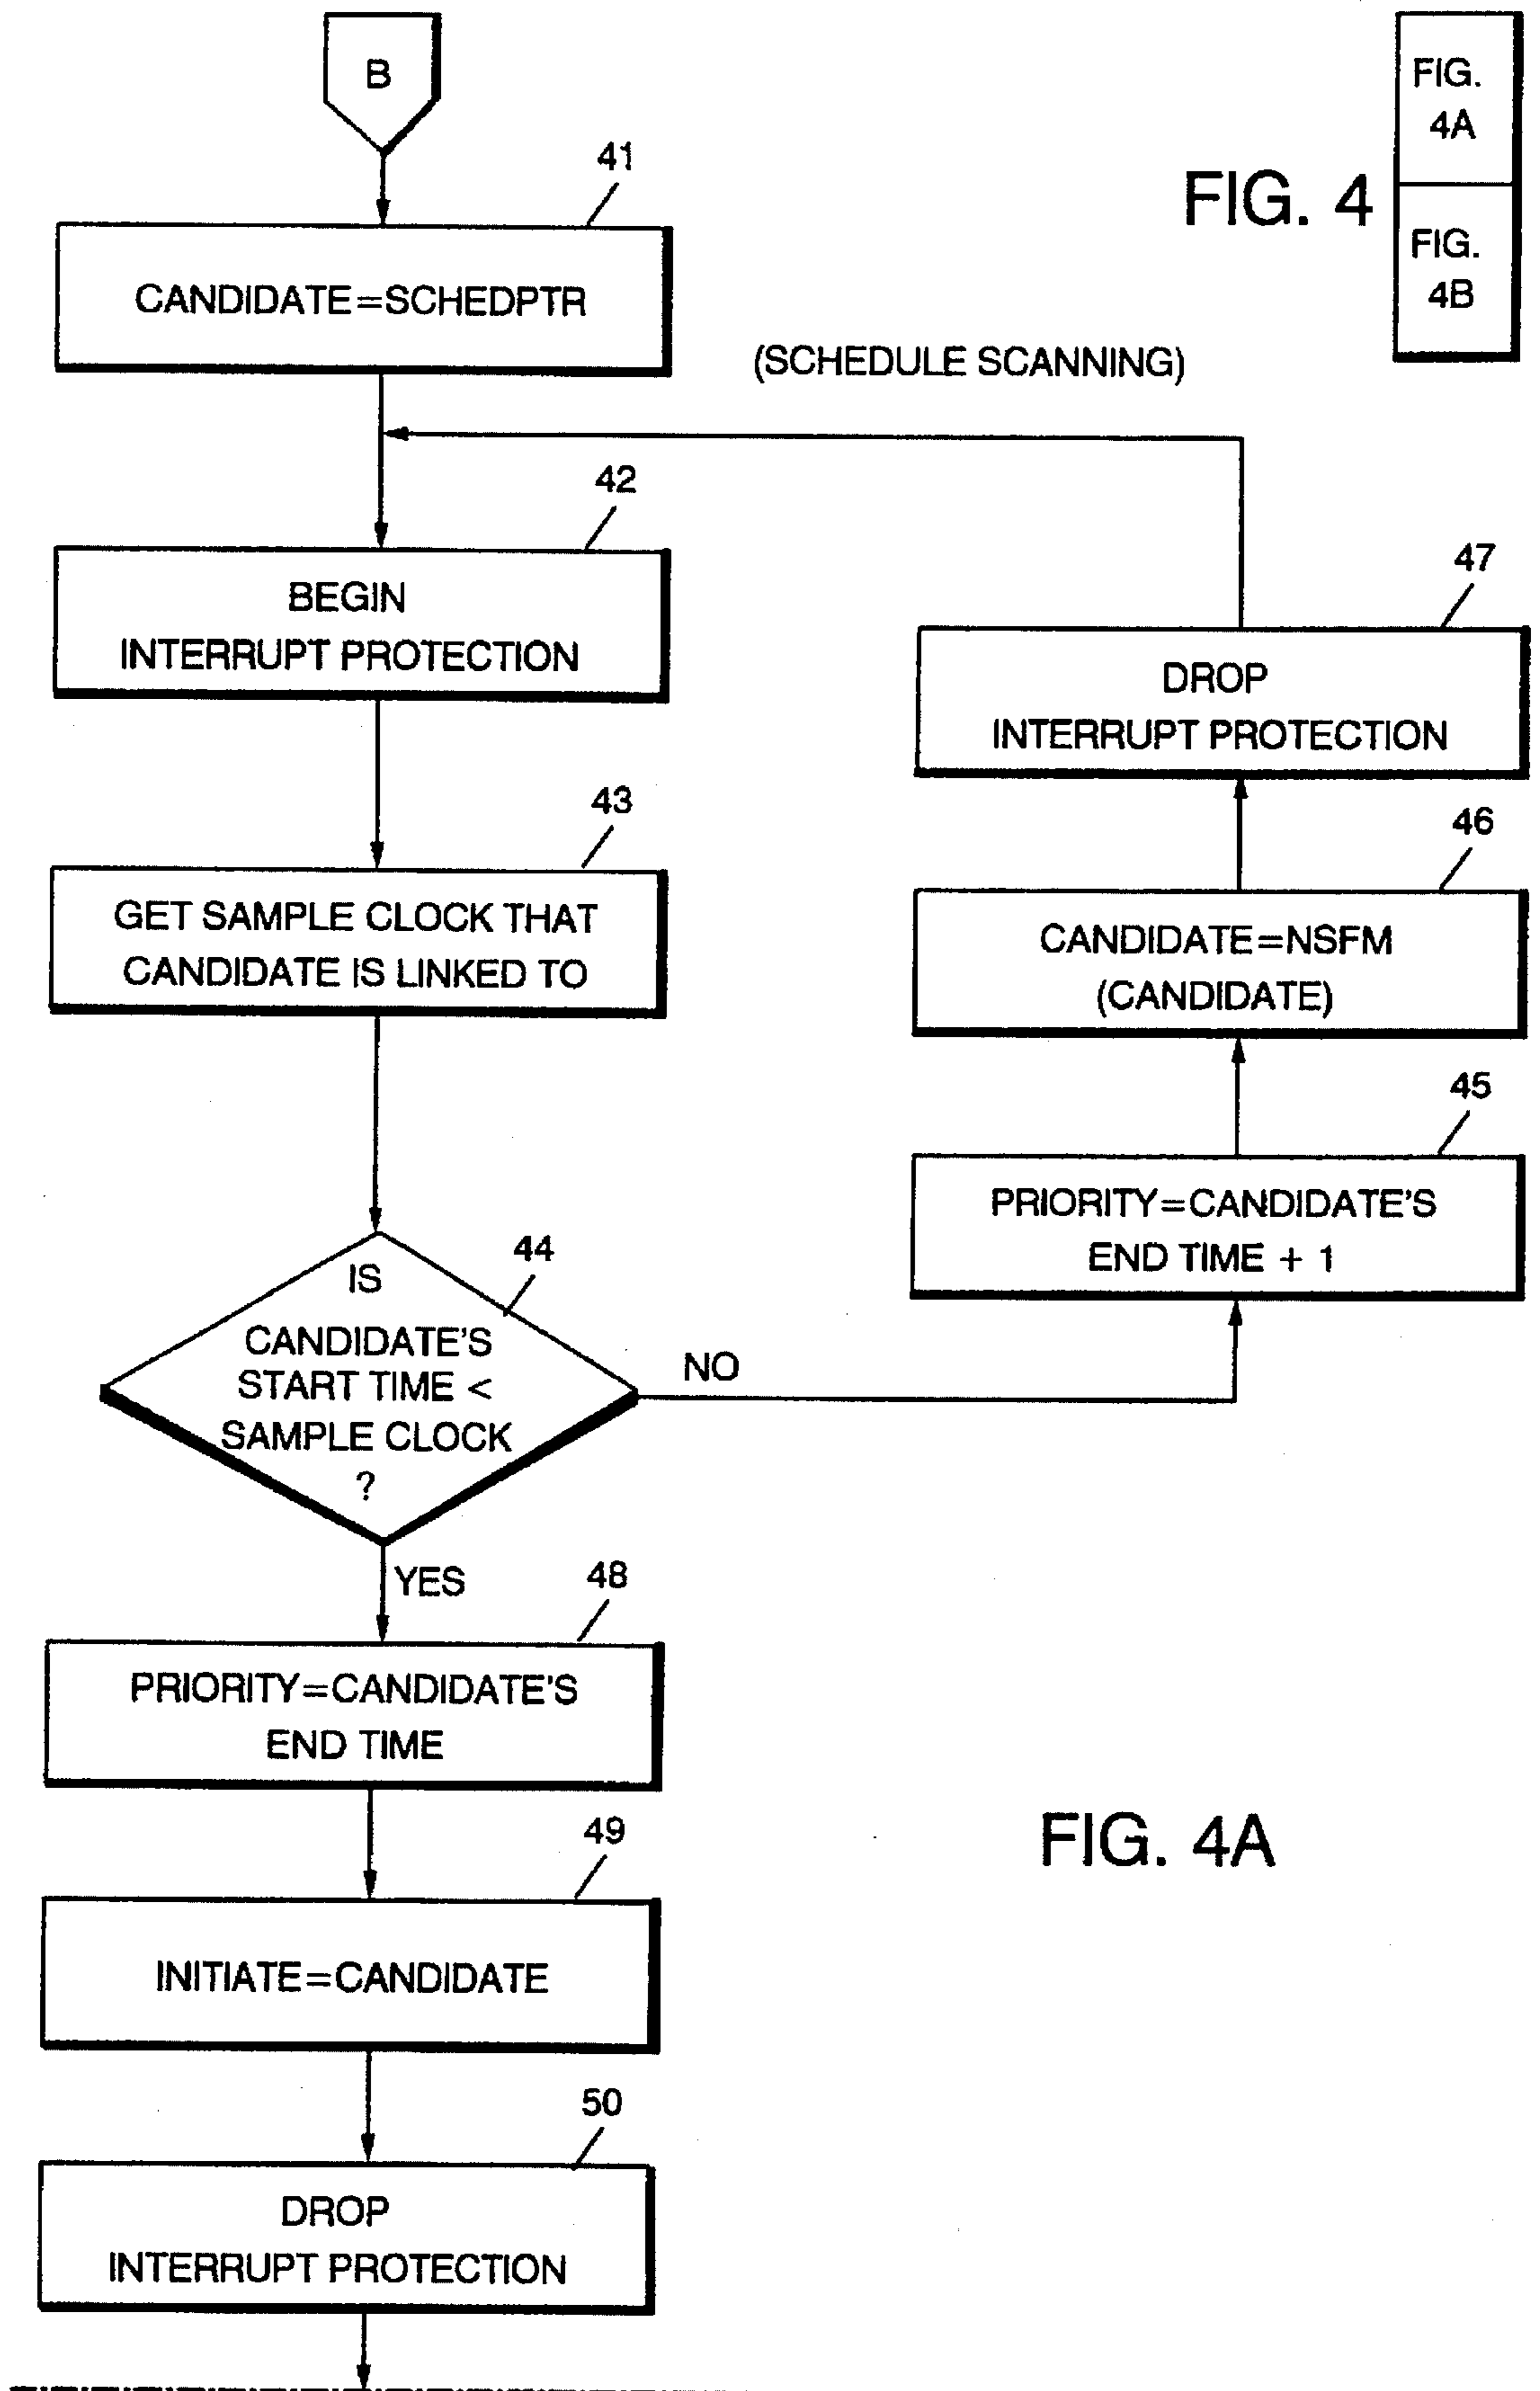 B
FIG.
4A
FIG. 4
FIG.
4B
41
CANDIDATE=SCHEDPTR
(SCHEDULE SCANNING)
42
BEGIN
INTERRUPT PROTECTION
47
DROP
INTERRUPT PROTECTION
43
GET SAMPLE CLOCK THAT
CANDIDATE IS LINKED TO
46
CANDIDATE=NSFM
(CANDIDATE)
45
PRIORITY=CANDIDATE'S
END TIME + 1
44
IS
CANDIDATE'S
START TIME <
SAMPLE CLOCK
?
NO
YES
48
PRIORITY=CANDIDATE'S
END TIME
49
INITIATE=CANDIDATE
FIG. 4A
50
DROP
INTERRUPT PROTECTION